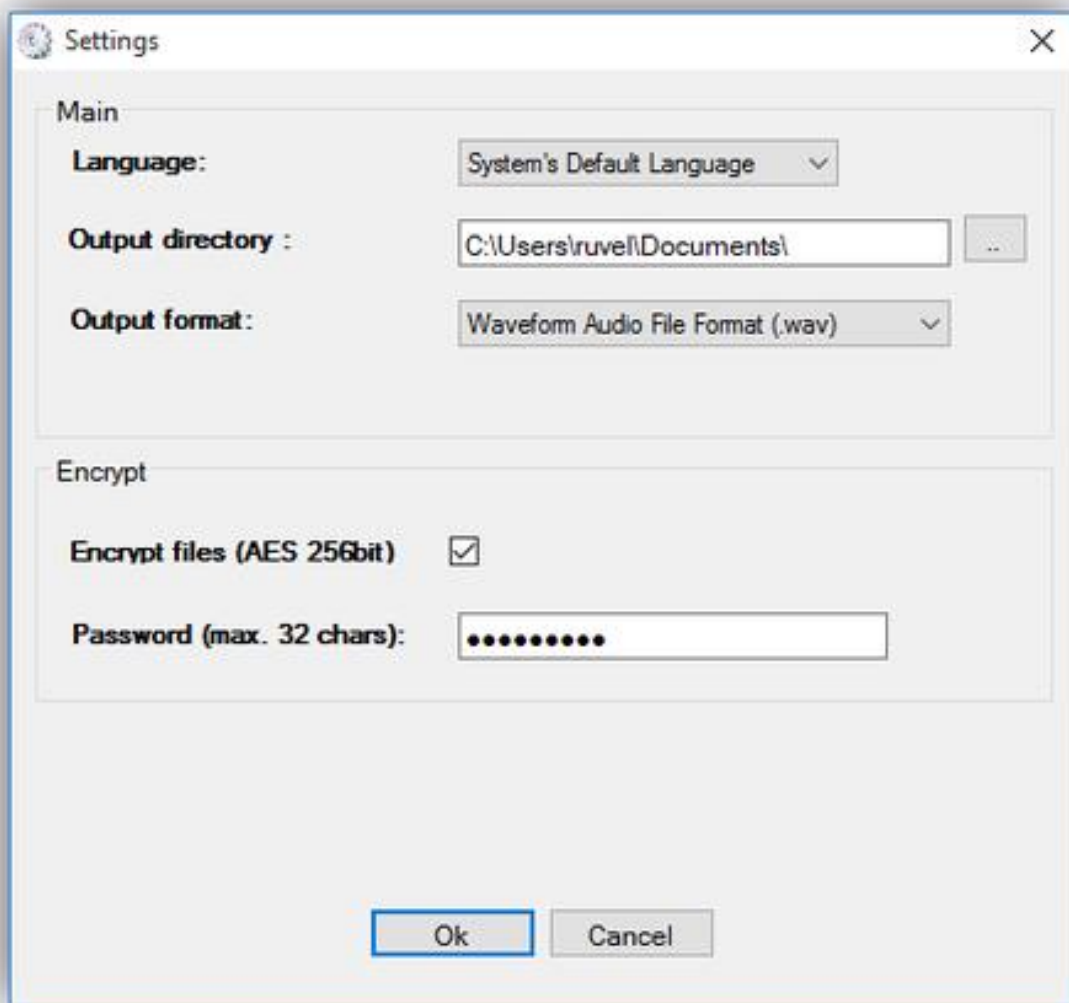 Settings
Main
Language: System's Default Language
Output directory : C:\Users\ruvel\Documents\ ..
Output format: Waveform Audio File Format (.wav)
Encrypt
Encrypt files (AES 256bit)
Password (max. 32 chars): •••••••••
Ok Cancel